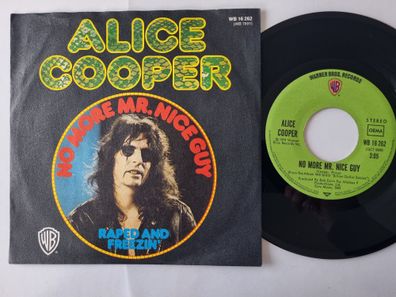 ALICE
COOPER
WB 16 262
NO MORE MR. NICE GUY
RAPED AND
FREEZIN'
WB
WARNER BROS. RECORDS
ALICE
COOPER
STEREO
GEMA
WB 16 262
3:05
NO MORE MR. NICE GUY